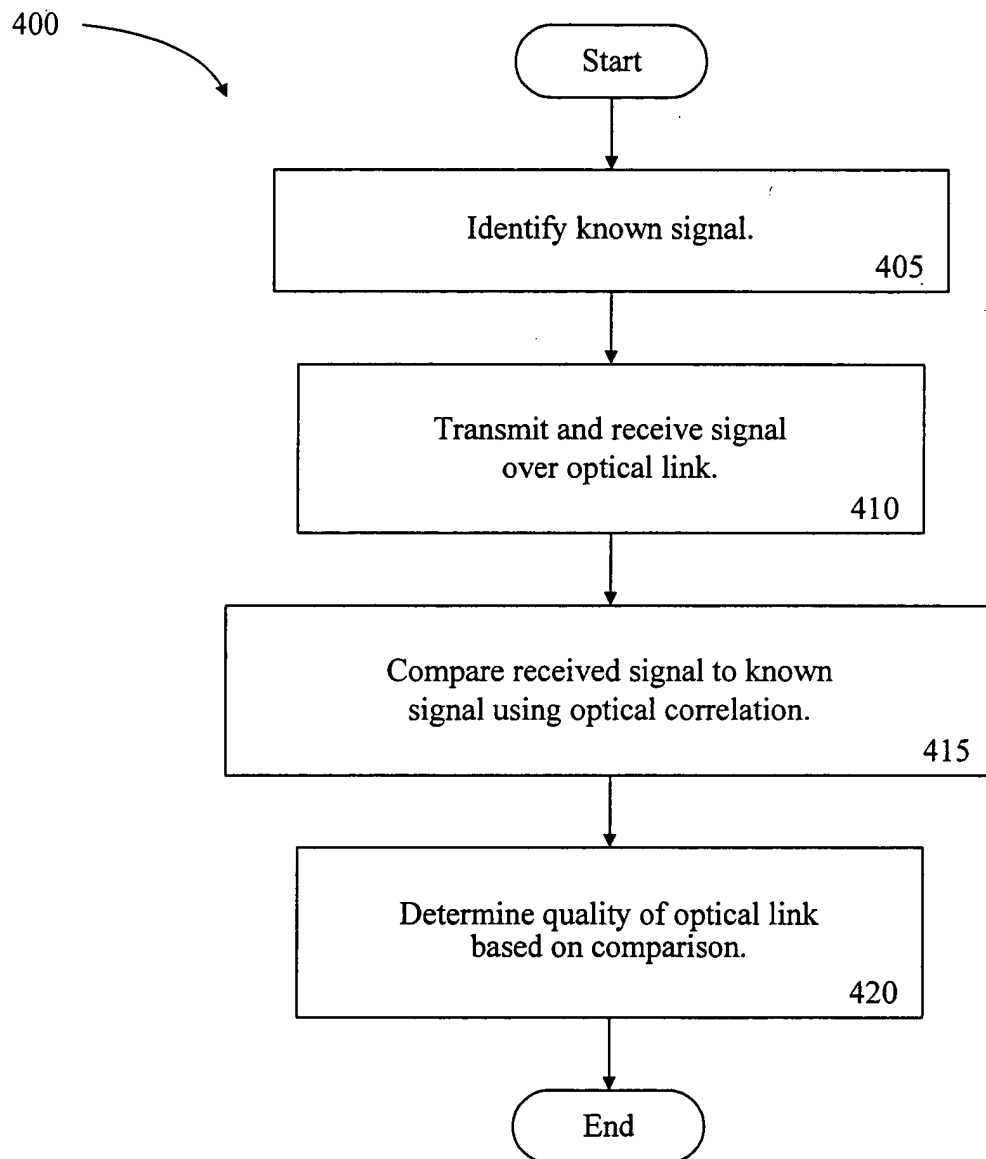 400
Start
Identify known signal.
405
Transmit and receive signal
over optical link.
410
Compare received signal to known
signal using optical correlation.
415
Determine quality of optical link
based on comparison.
420
End